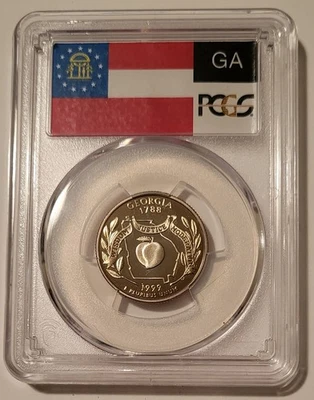 GA
PCGS
GEORGIA
1788
WISDOM JUSTICE MODERATION
1999
E PLURIBUS UNUM